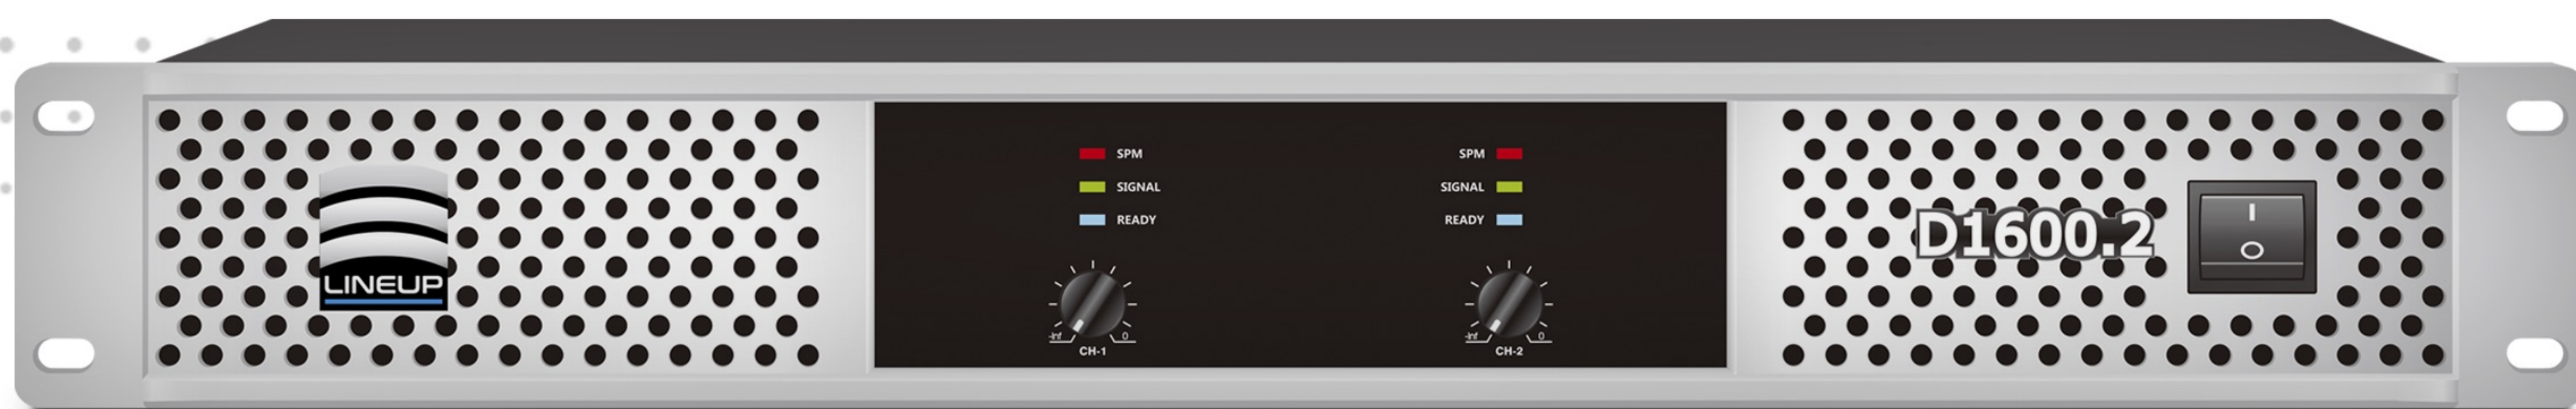 LINEUP
SPM
SIGNAL
READY
-Inf 0
CH-1
SPM
SIGNAL
READY
-Inf 0
CH-2
D1600.2